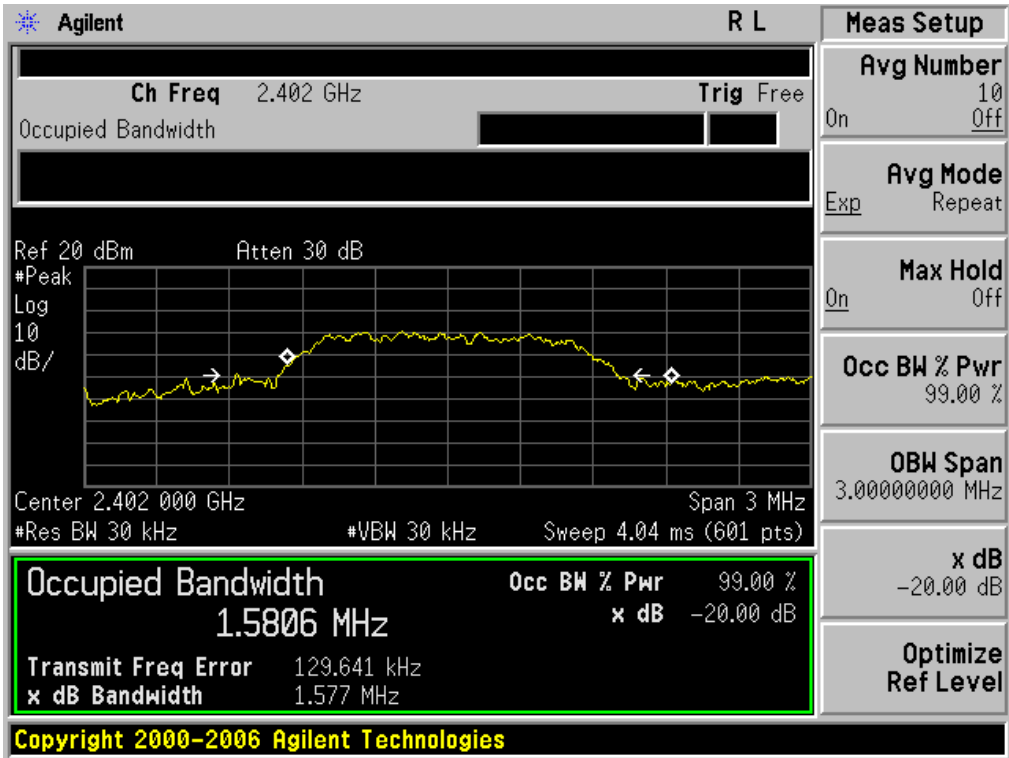 Agilent R L
Ch Freq 2.402 GHz Trig Free
Occupied Bandwidth
Ref 20 dBm Atten 30 dB
#Peak
Log
10
dB/
Center 2.402 000 GHz Span 3 MHz
#Res BW 30 kHz #VBW 30 kHz Sweep 4.04 ms (601 pts)
Occupied Bandwidth Occ BW % Pwr 99.00 %
1.5806 MHz x dB -20.00 dB
Transmit Freq Error 129.641 kHz
x dB Bandwidth 1.577 MHz
Copyright 2000-2006 Agilent Technologies
Meas Setup
Avg Number
10
On Off
Avg Mode
Exp Repeat
Max Hold
On Off
Occ BW % Pwr
99.00 %
OBW Span
3.00000000 MHz
x dB
-20.00 dB
Optimize
Ref Level